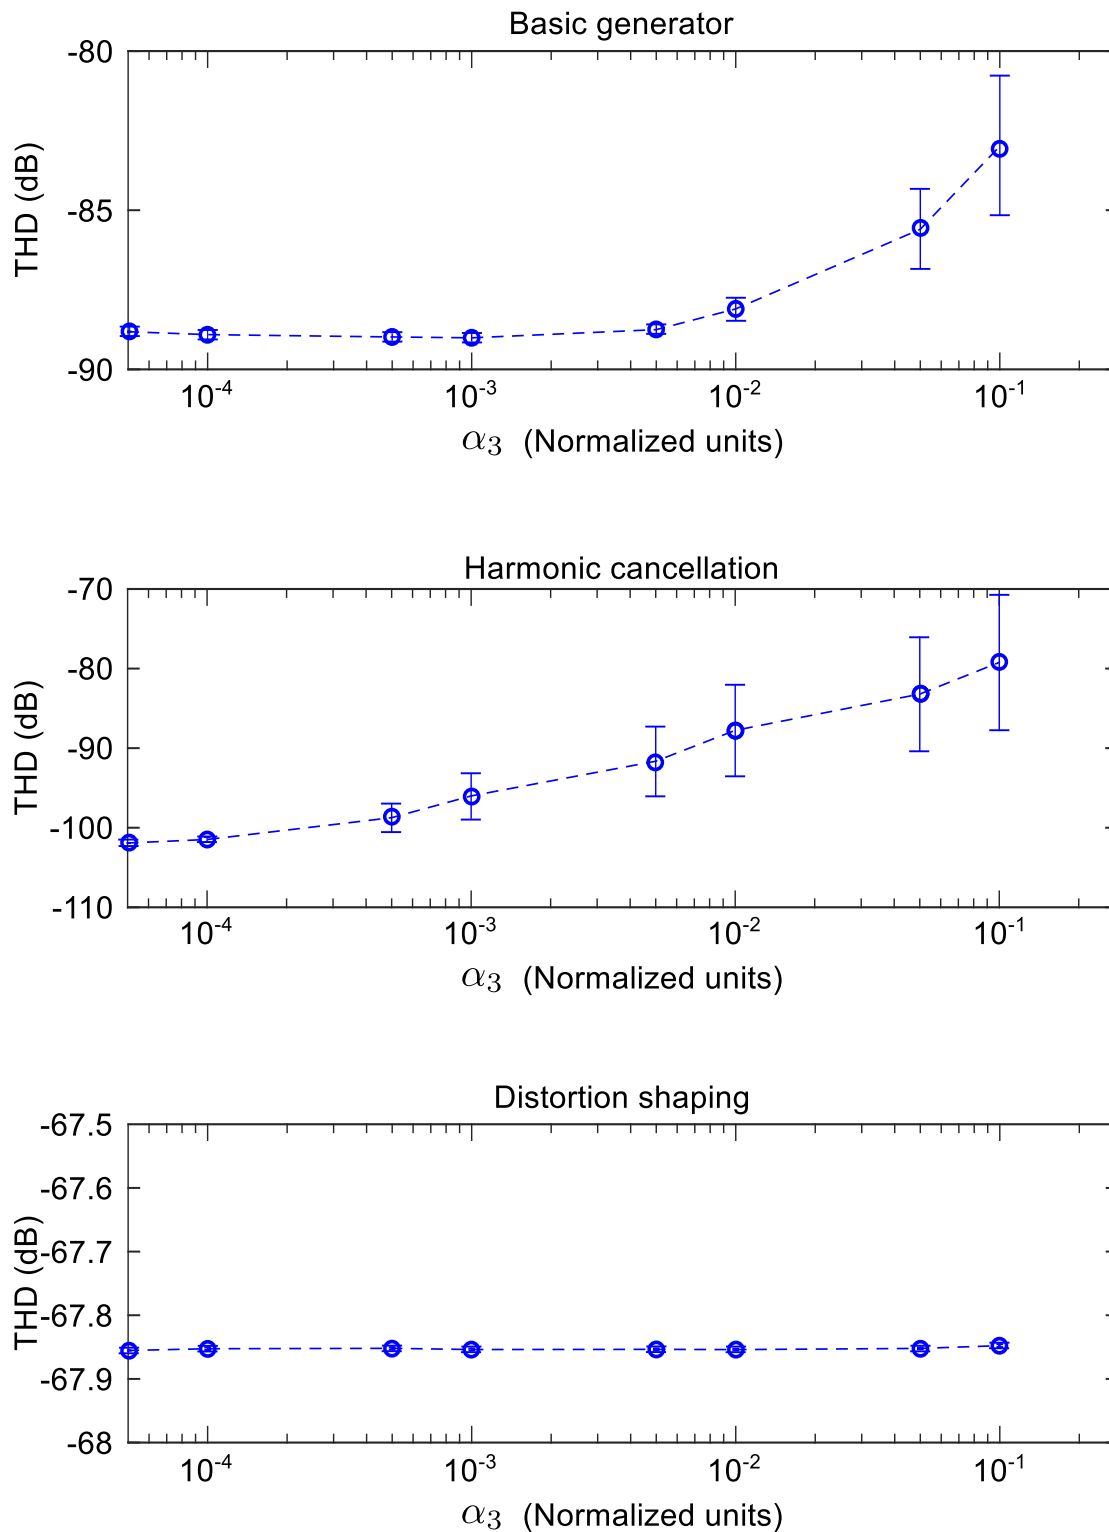 Basic generator
-80
-85
-90
THD (dB)
10-4 10-3 10-2 10-1
α3 (Normalized units)
Harmonic cancellation
-70
-80
-90
-100
-110
THD (dB)
10-4 10-3 10-2 10-1
α3 (Normalized units)
Distortion shaping
-67.5
-67.6
-67.7
-67.8
-67.9
-68
THD (dB)
10-4 10-3 10-2 10-1
α3 (Normalized units)